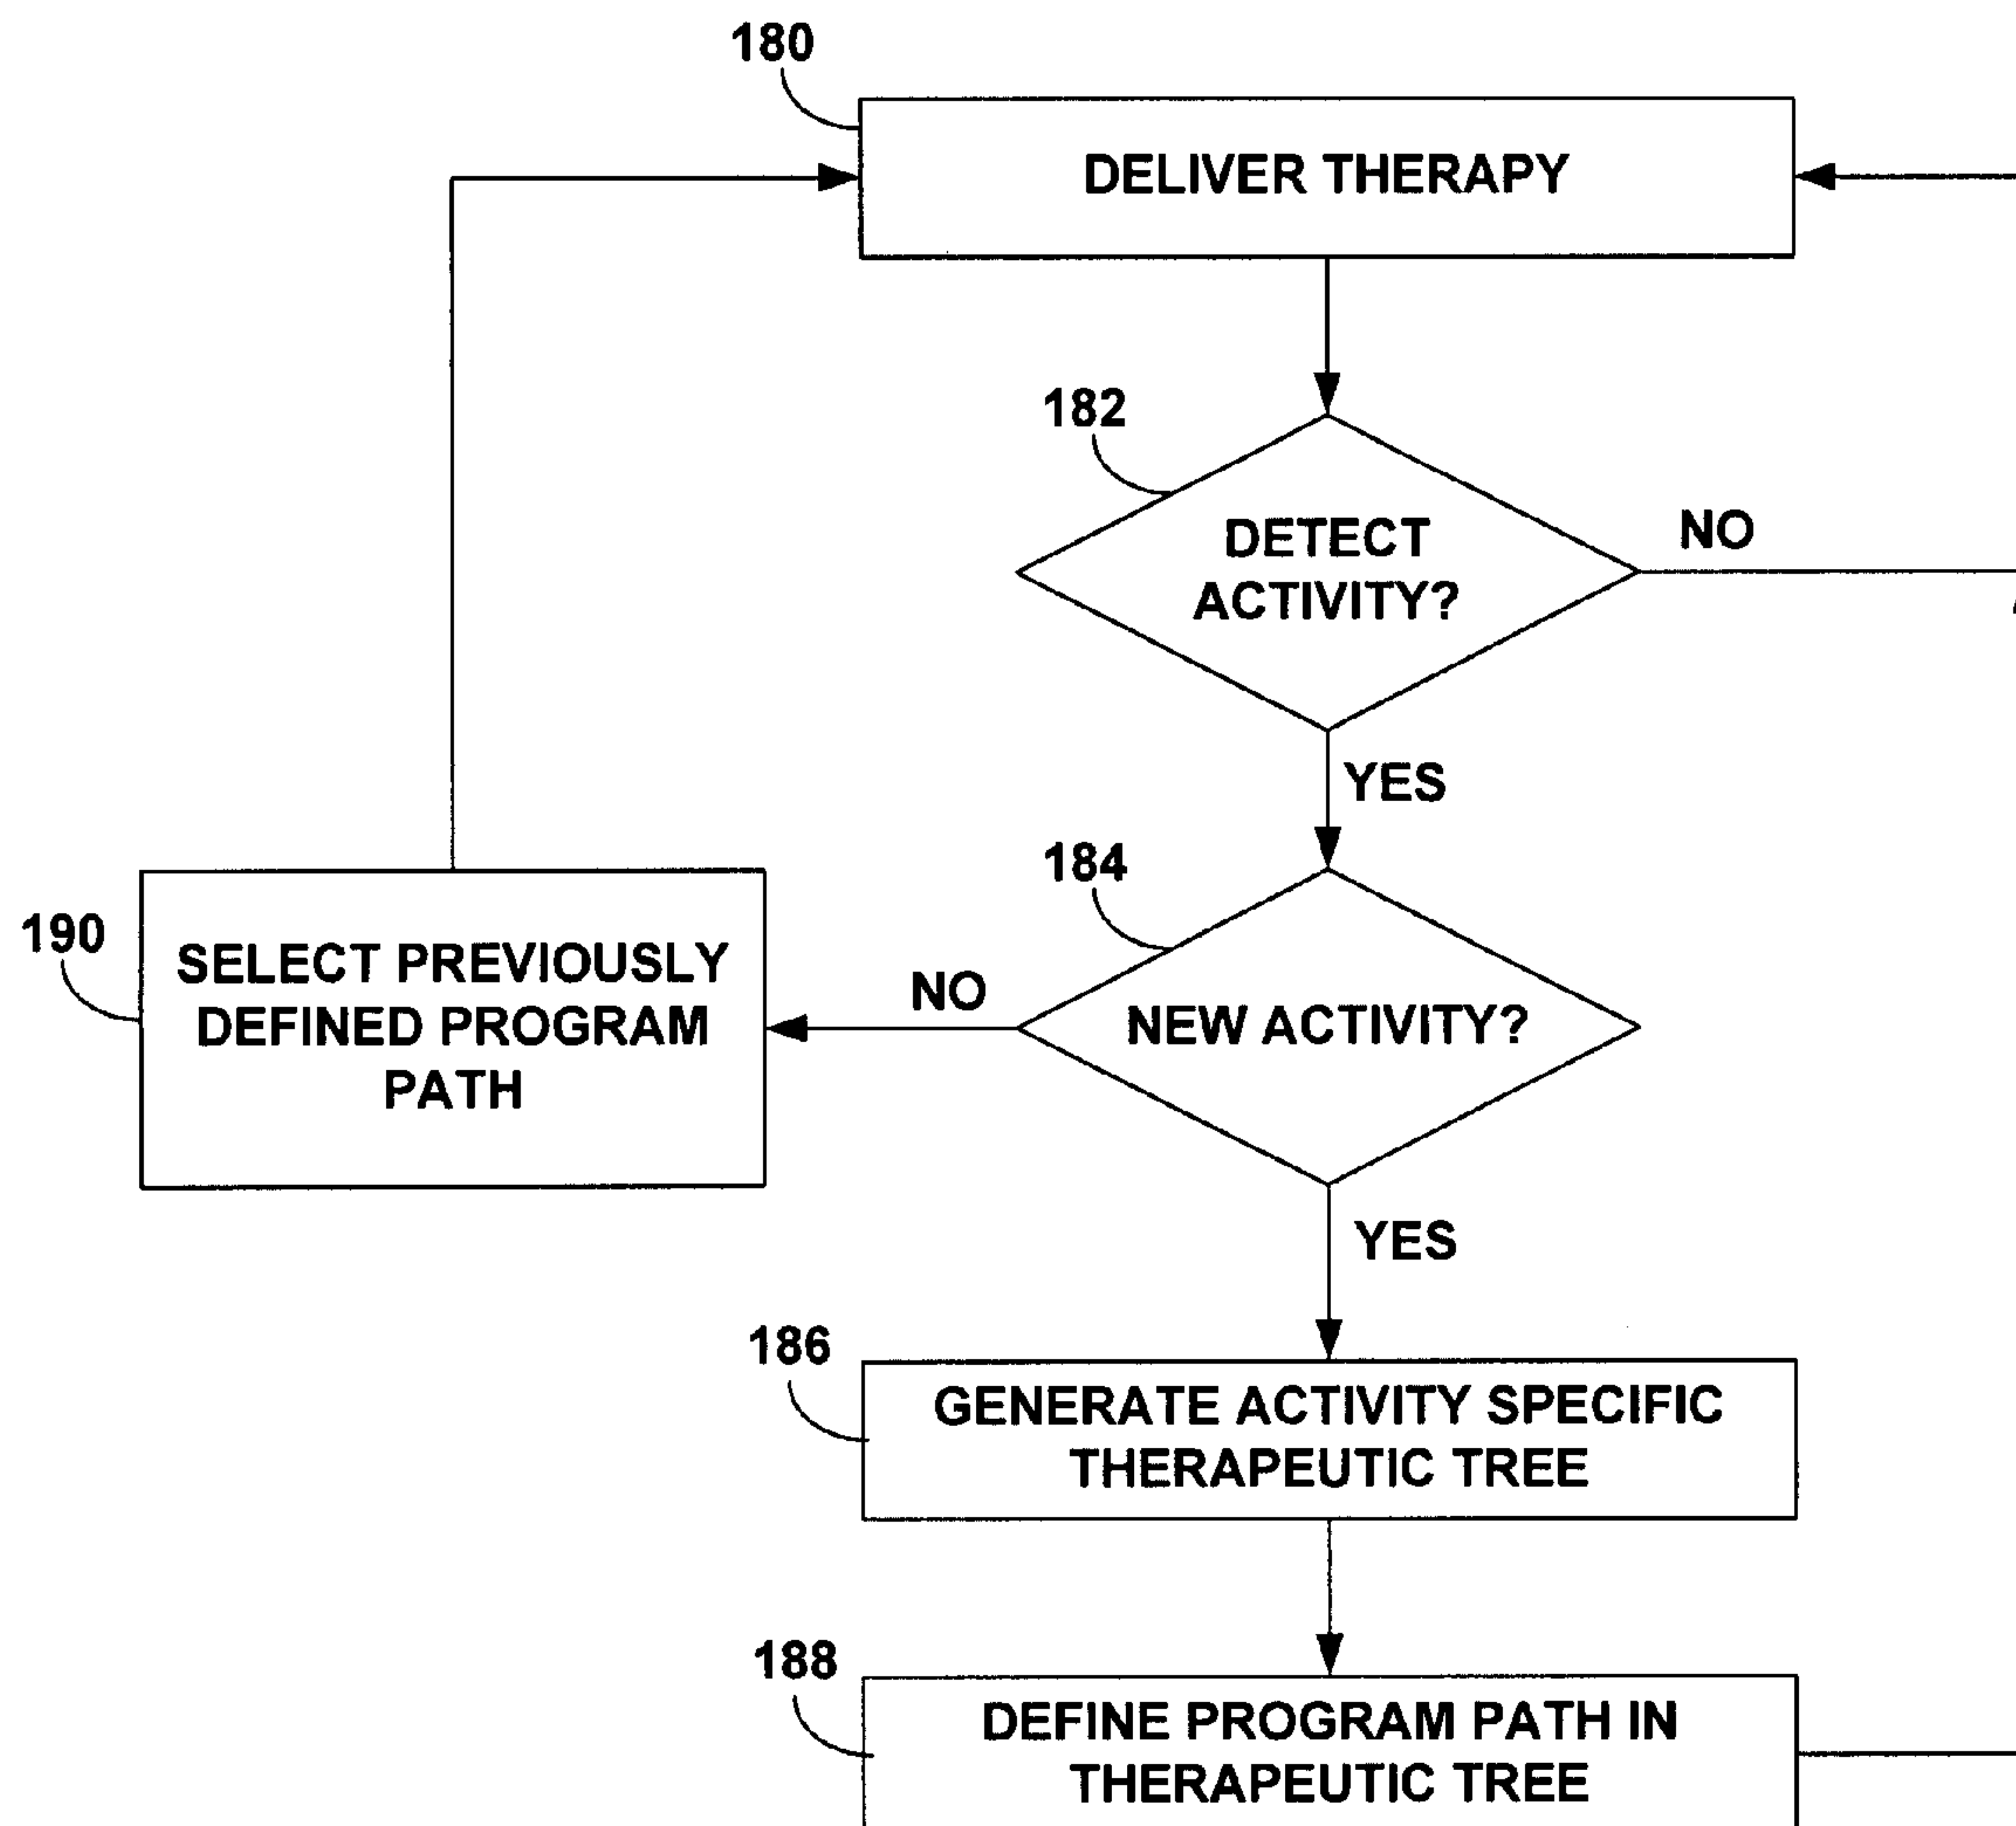 180
DELIVER THERAPY
182
DETECT
ACTIVITY?
NO
YES
184
NEW ACTIVITY?
NO
190
SELECT PREVIOUSLY
DEFINED PROGRAM
PATH
YES
186
GENERATE ACTIVITY SPECIFIC
THERAPEUTIC TREE
188
DEFINE PROGRAM PATH IN
THERAPEUTIC TREE